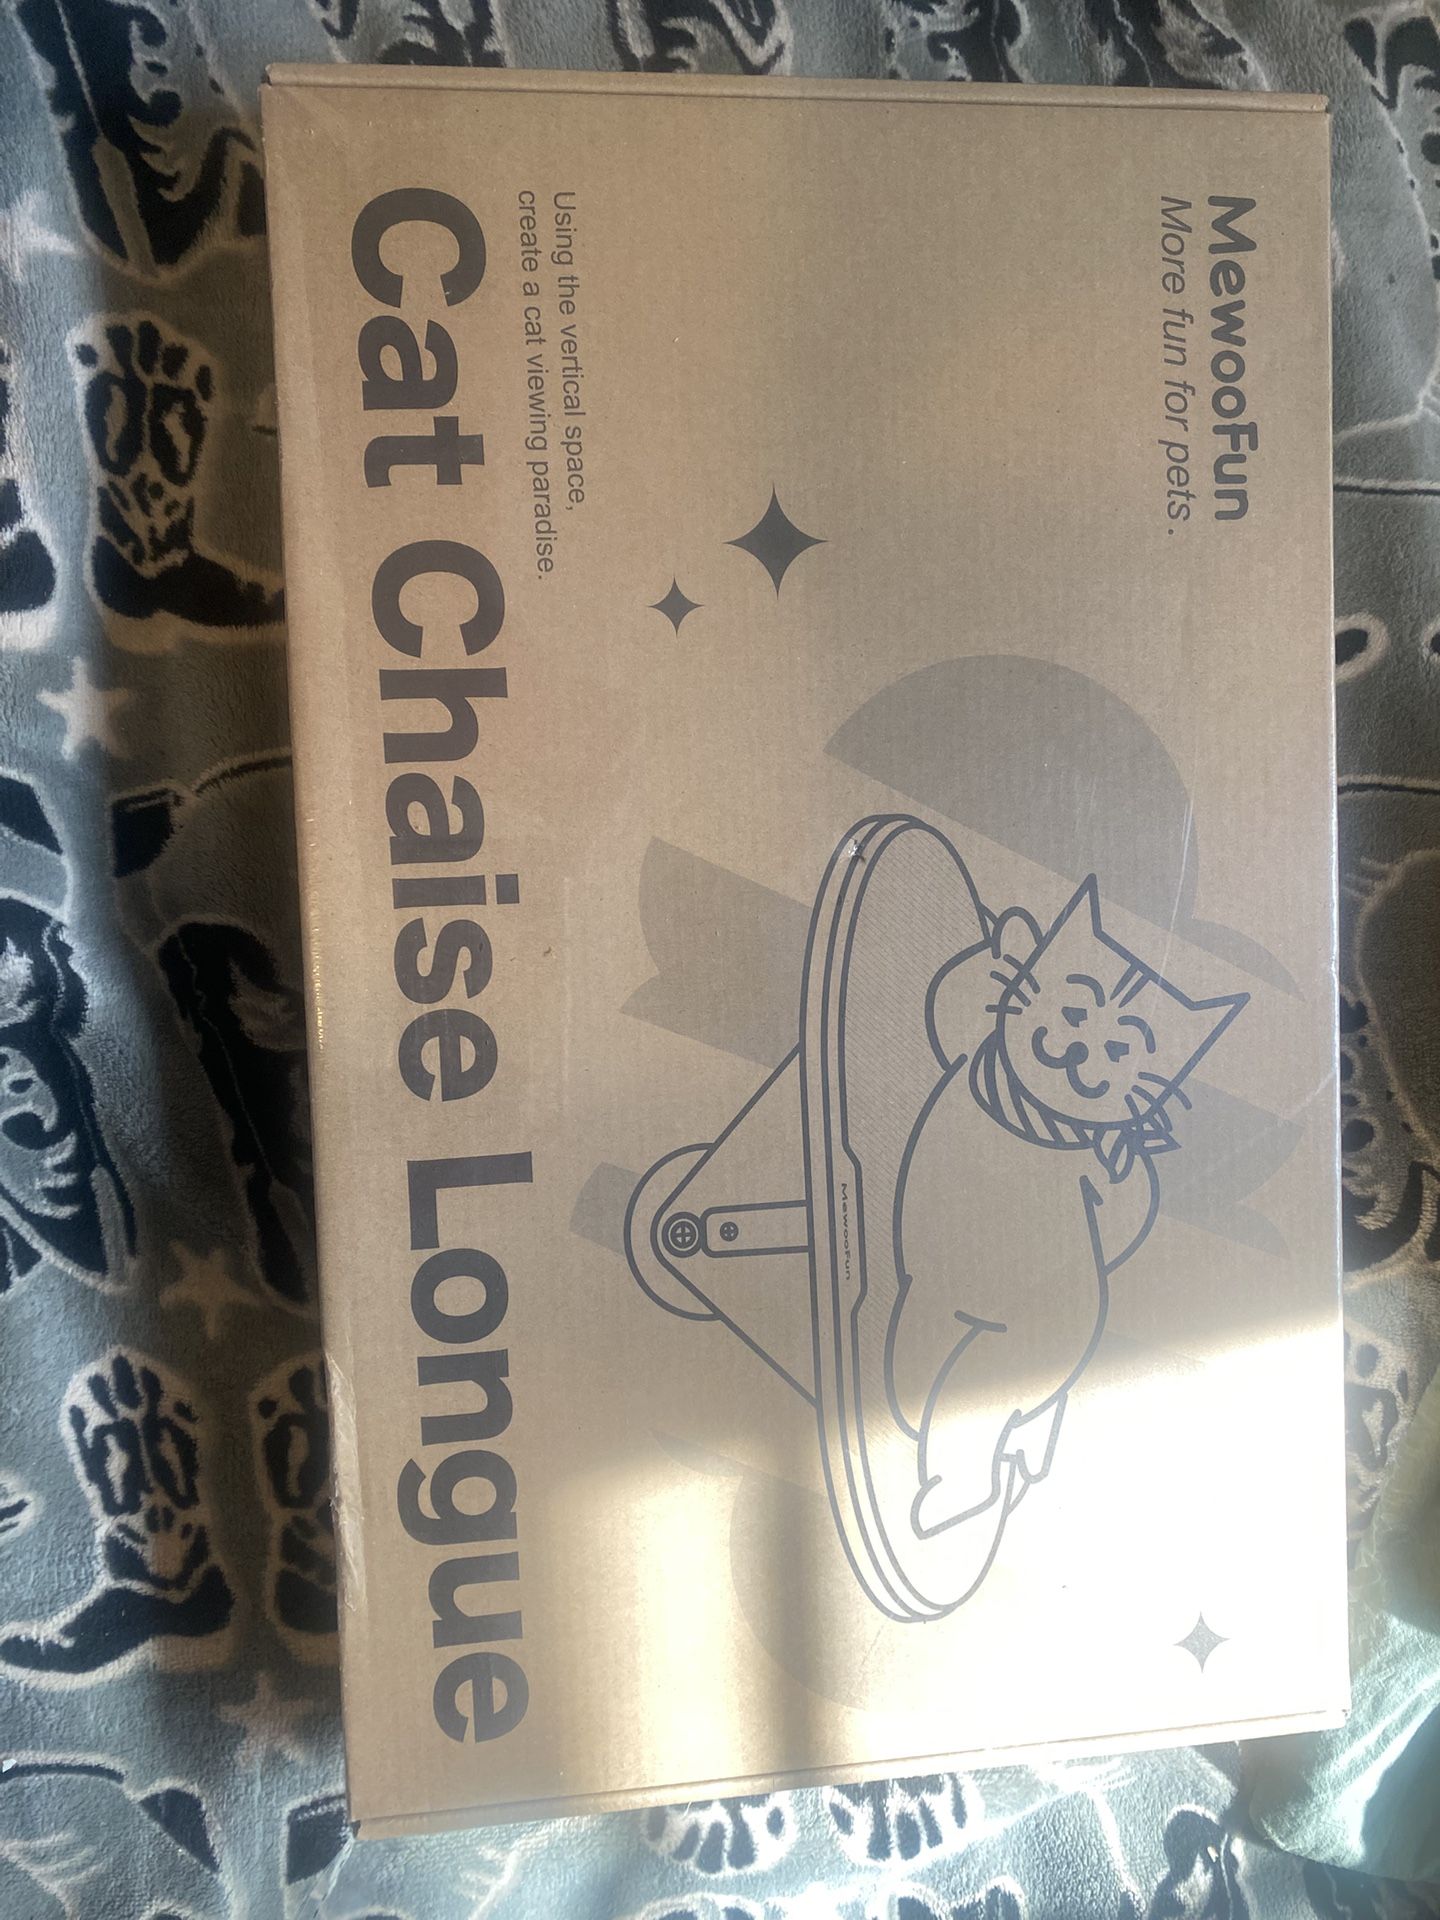 MewooFun
More fun for pets.
MewooFun
Using the vertical space,
create a cat viewing paradise.
Cat Chaise Longue